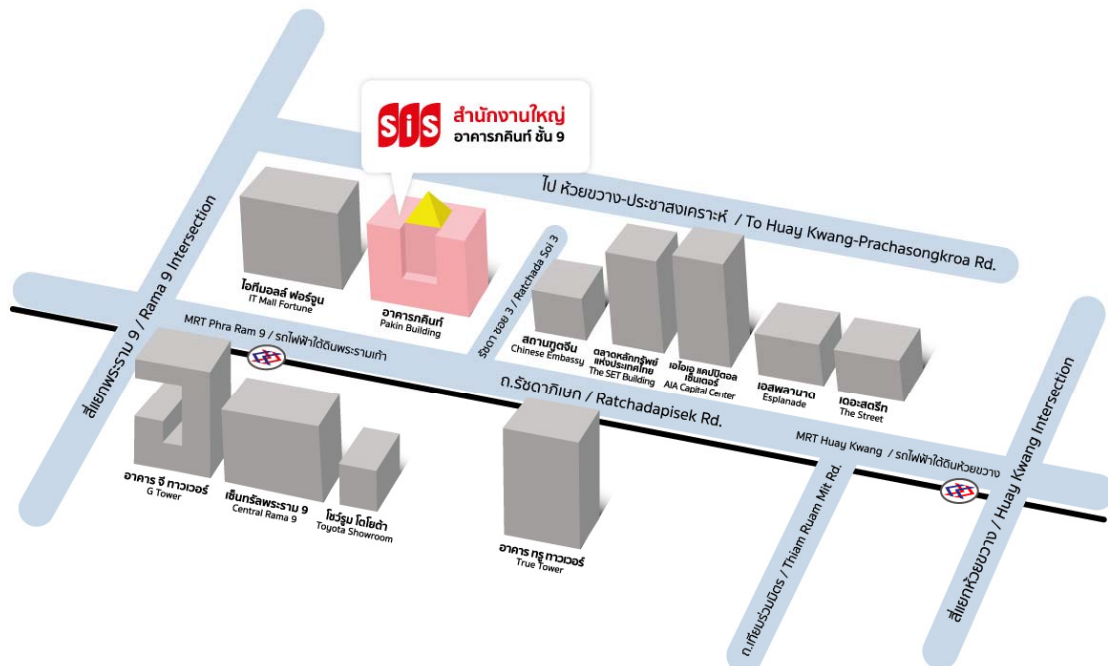 SiS
สำนักงานใหญ่
อาคารภคินท์ ชั้น 9
ไป ห้วยขวาง-ประชาสงเคราะห์ / To Huay Kwang-Prachasongkroa Rd.
สี่แยกพระราม 9 / Rama 9 Intersection
ไอทีมอลล์ ฟอร์จูน
IT Mall Fortune
อาคารภคินท์
Pakin Building
รัชดา ซอย 3 / Ratchada Soi 3
สถานฑูตจีน
Chinese Embassy
ตลาดหลักทรัพย์
แห่งประเทศไทย
The SET Building
เอไอเอ แคปปิตอล
เซ็นเตอร์
AIA Capital Center
เอสพลานาด
Esplanade
เดอะสตรีท
The Street
MRT Phra Ram 9 / รถไฟฟ้าใต้ดินพระรามเก้า
ถ.รัชดาภิเษก / Ratchadapisek Rd.
MRT Huay Kwang / รถไฟฟ้าใต้ดินห้วยขวาง
อาคาร จี ทาวเวอร์
G Tower
เซ็นทรัลพระราม 9
Central Rama 9
โชว์รูม โตโยต้า
Toyota Showroom
อาคาร ทรู ทาวเวอร์
True Tower
ถ.เทียมร่วมมิตร / Thiam Ruam Mit Rd.
สี่แยกห้วยขวาง / Huay Kwang Intersection